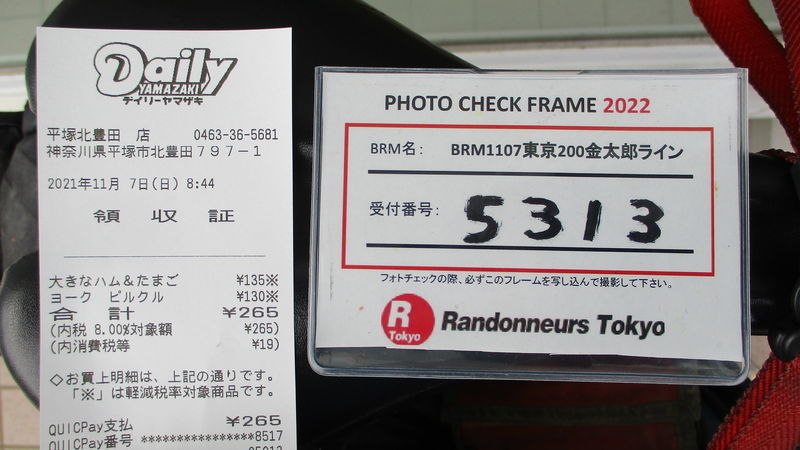 Daily
YAMAZAKI
デイリーヤマザキ
平塚北豊田 店 0463-36-5681
神奈川県平塚市北豊田797-1
2021年11月 7日(日) 8:44
領 収 証
大きなハム&たまご ¥135※
ヨーク ピルクル ¥130※
合 計 ¥265
(内税 8.00%対象額 ¥265)
(内消費税等 ¥19)
◇お買上明細は、上記の通りです。
「※」は軽減税率対象商品です。
QUICPay支払 ¥265
QUICPay番号 ****************8517
PHOTO CHECK FRAME 2022
BRM名: BRM1107東京200金太郎ライン
受付番号: 5313
フォトチェックの際、必ずこのフレームを写し込んで撮影して下さい。
R
Tokyo
Randonneurs Tokyo